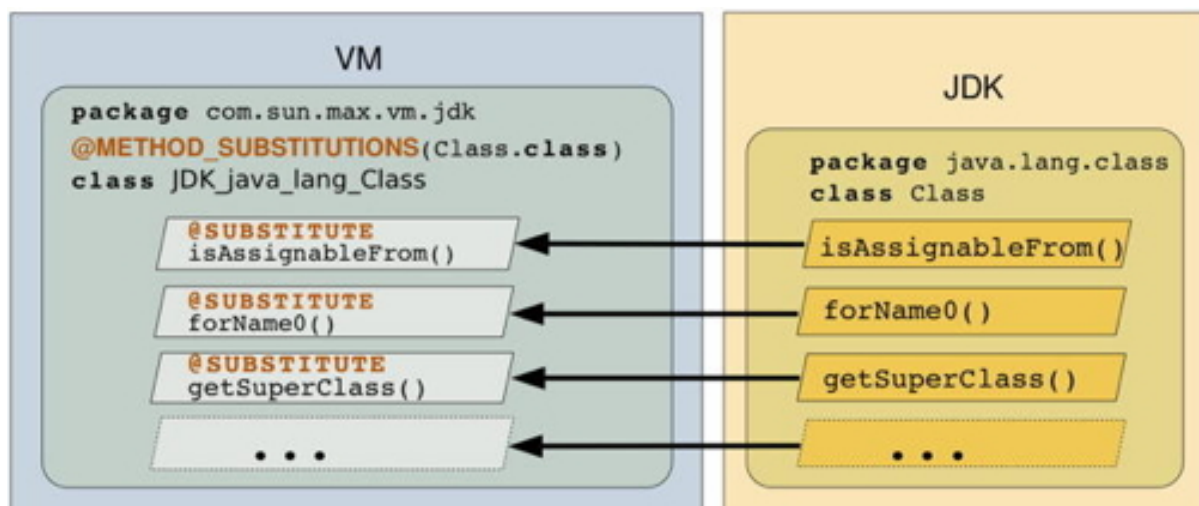 VM
package com.sun.max.vm.jdk
@METHOD_SUBSTITUTIONS(Class.class)
class JDK_java_lang_Class
@SUBSTITUTE
isAssignableFrom()
@SUBSTITUTE
forName0()
@SUBSTITUTE
getSuperClass()
...
JDK
package java.lang.class
class Class
isAssignableFrom()
forName0()
getSuperClass()
...